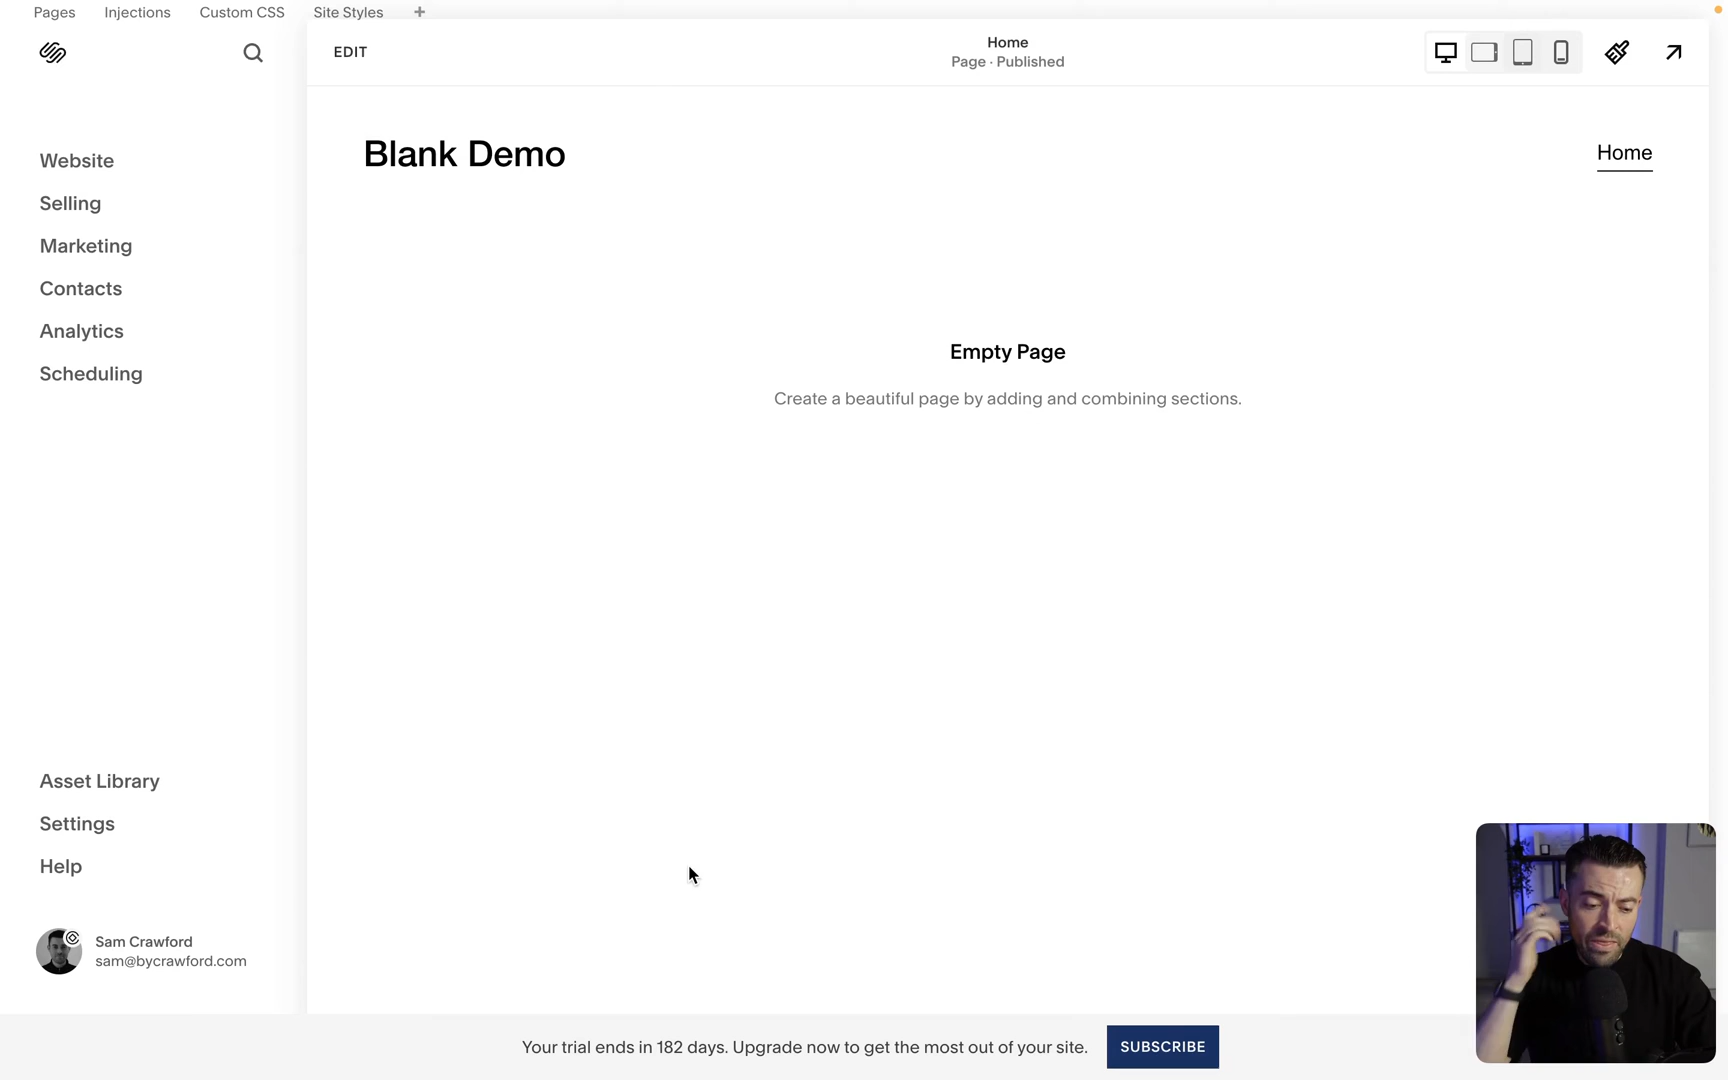 Pages Injections Custom CSS Site Styles +
EDIT
Home
Page · Published
Website
Selling
Marketing
Contacts
Analytics
Scheduling
Blank Demo
Home
Empty Page
Create a beautiful page by adding and combining sections.
Asset Library
Settings
Help
Sam Crawford
sam@bycrawford.com
Your trial ends in 182 days. Upgrade now to get the most out of your site.
SUBSCRIBE